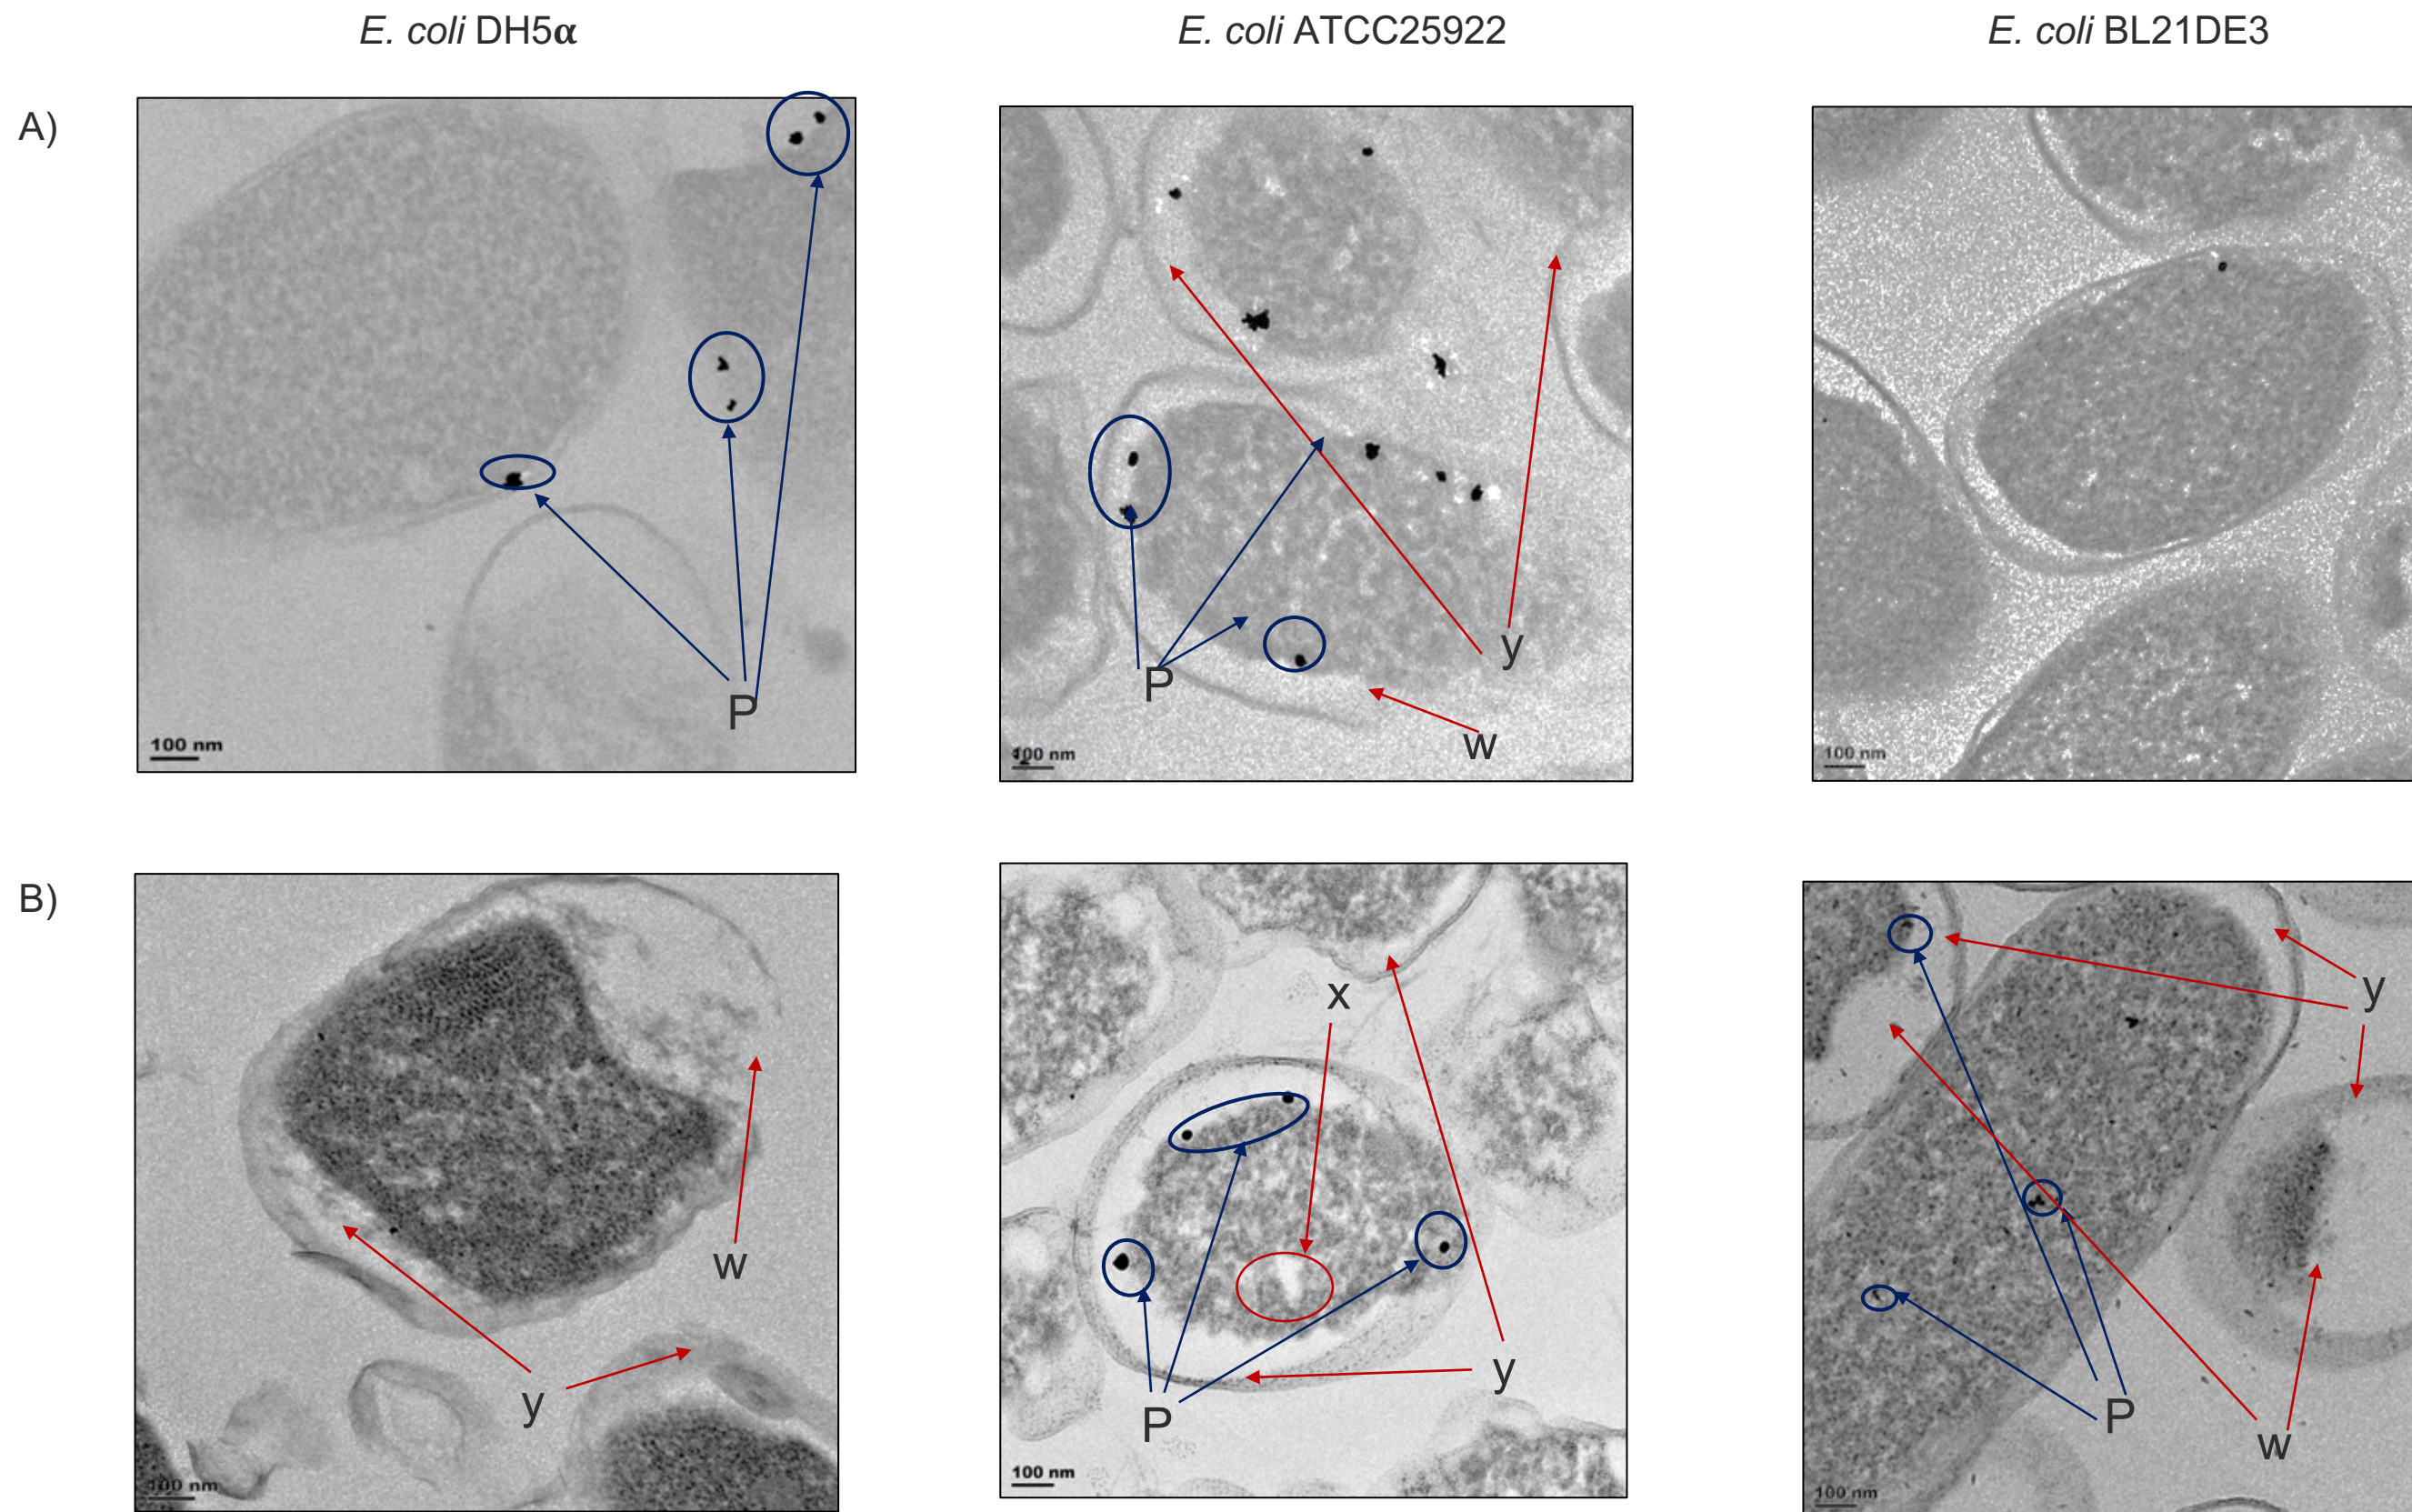 E. coli DH5α
E. coli ATCC25922
E. coli BL21DE3
A)
P
100 nm
P
y
w
100 nm
100 nm
B)
w
y
100 nm
x
y
P
100 nm
y
P
w
100 nm